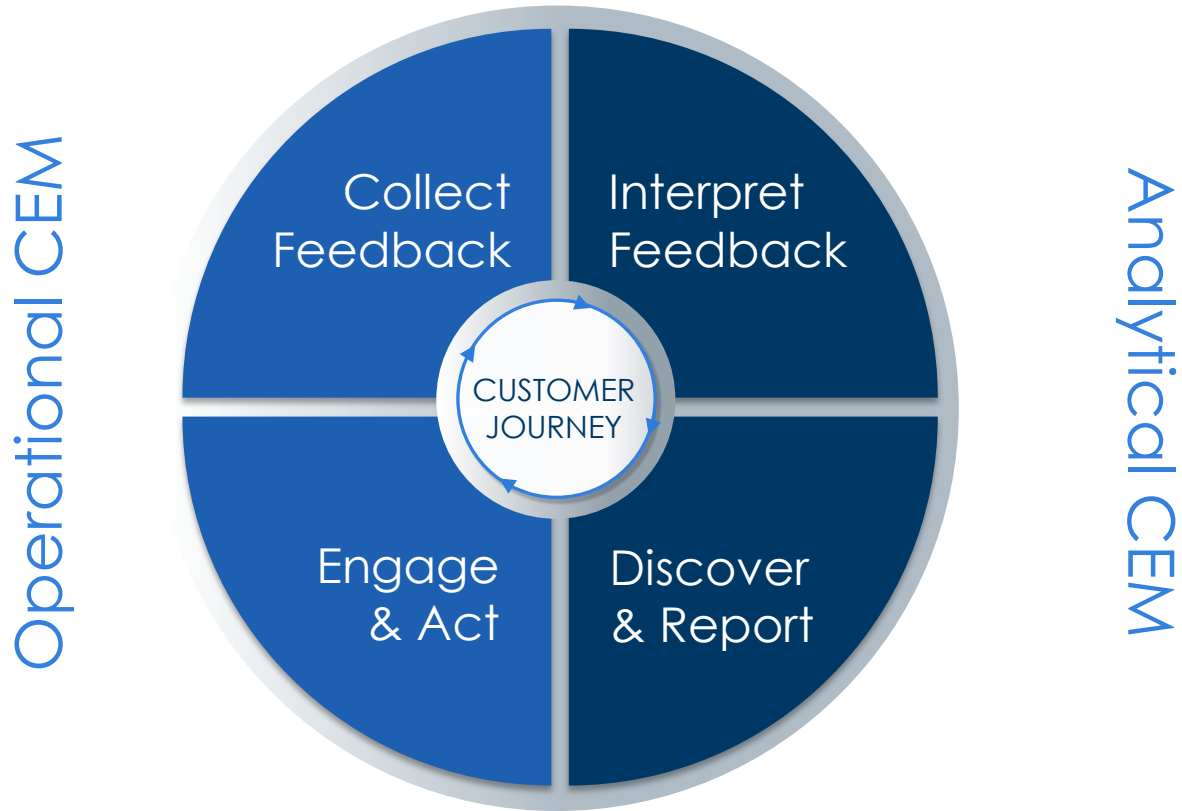 Operational CEM
Collect
Feedback
Interpret
Feedback
CUSTOMER
JOURNEY
Engage
& Act
Discover
& Report
Analytical CEM